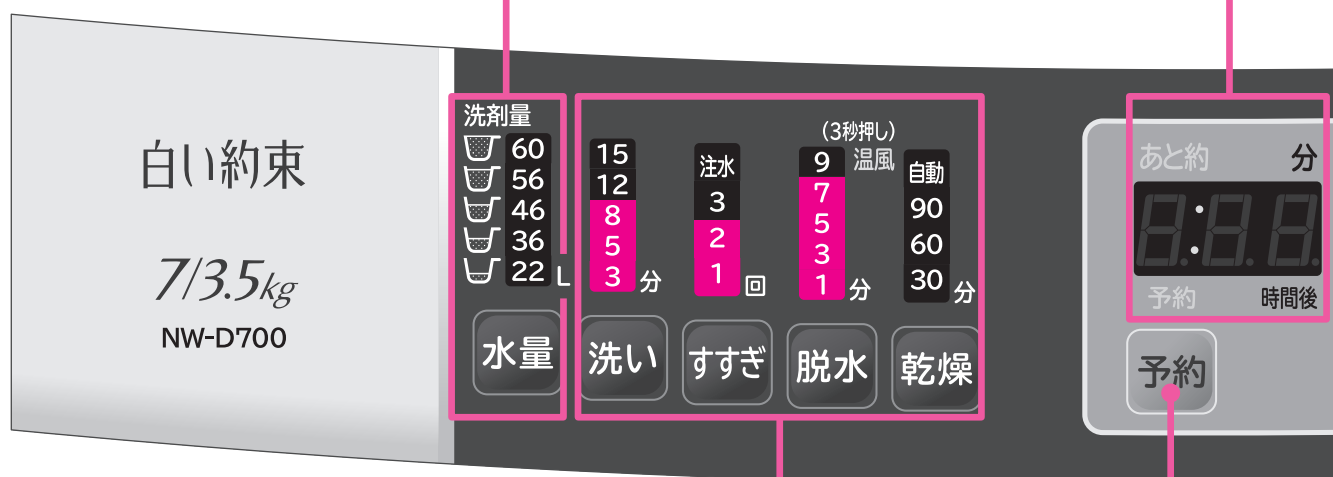 白い約束
7/3.5kg
NW-D700
洗剤量
60
56
46
36
22 L
水量
15
12
8
5
3 分
洗い
注水
3
2
1 回
すすぎ
(3秒押し)
温風
9
7
5
3
1 分
脱水
自動
90
60
30 分
乾燥
あと約 分
8:88
予約 時間後
予約